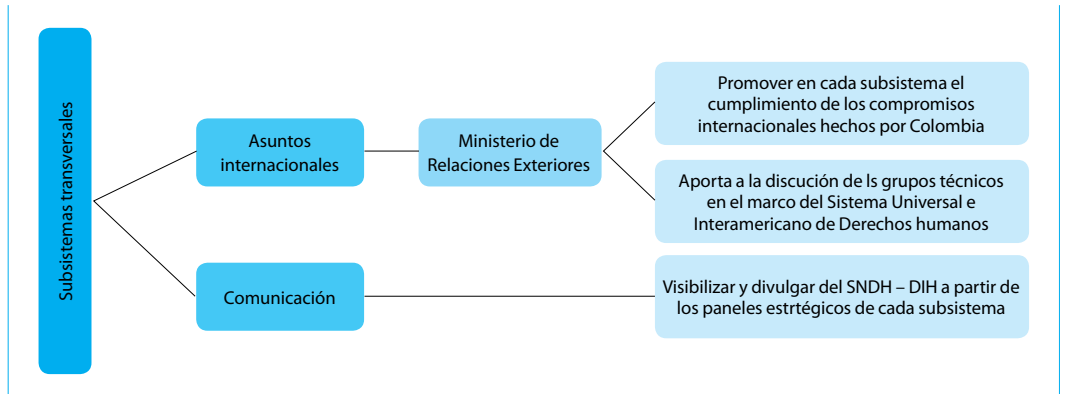 Subsistemas transversales
Asuntos
internacionales
Ministerio de
Relaciones Exteriores
Promover en cada subsistema el
cumplimiento de los compromisos
internacionales hechos por Colombia
Aporta a la discución de ls grupos técnicos
en el marco del Sistema Universal e
Interamericano de Derechos humanos
Comunicación
Visibilizar y divulgar del SNDH – DIH a partir de
los paneles estrtégicos de cada subsistema